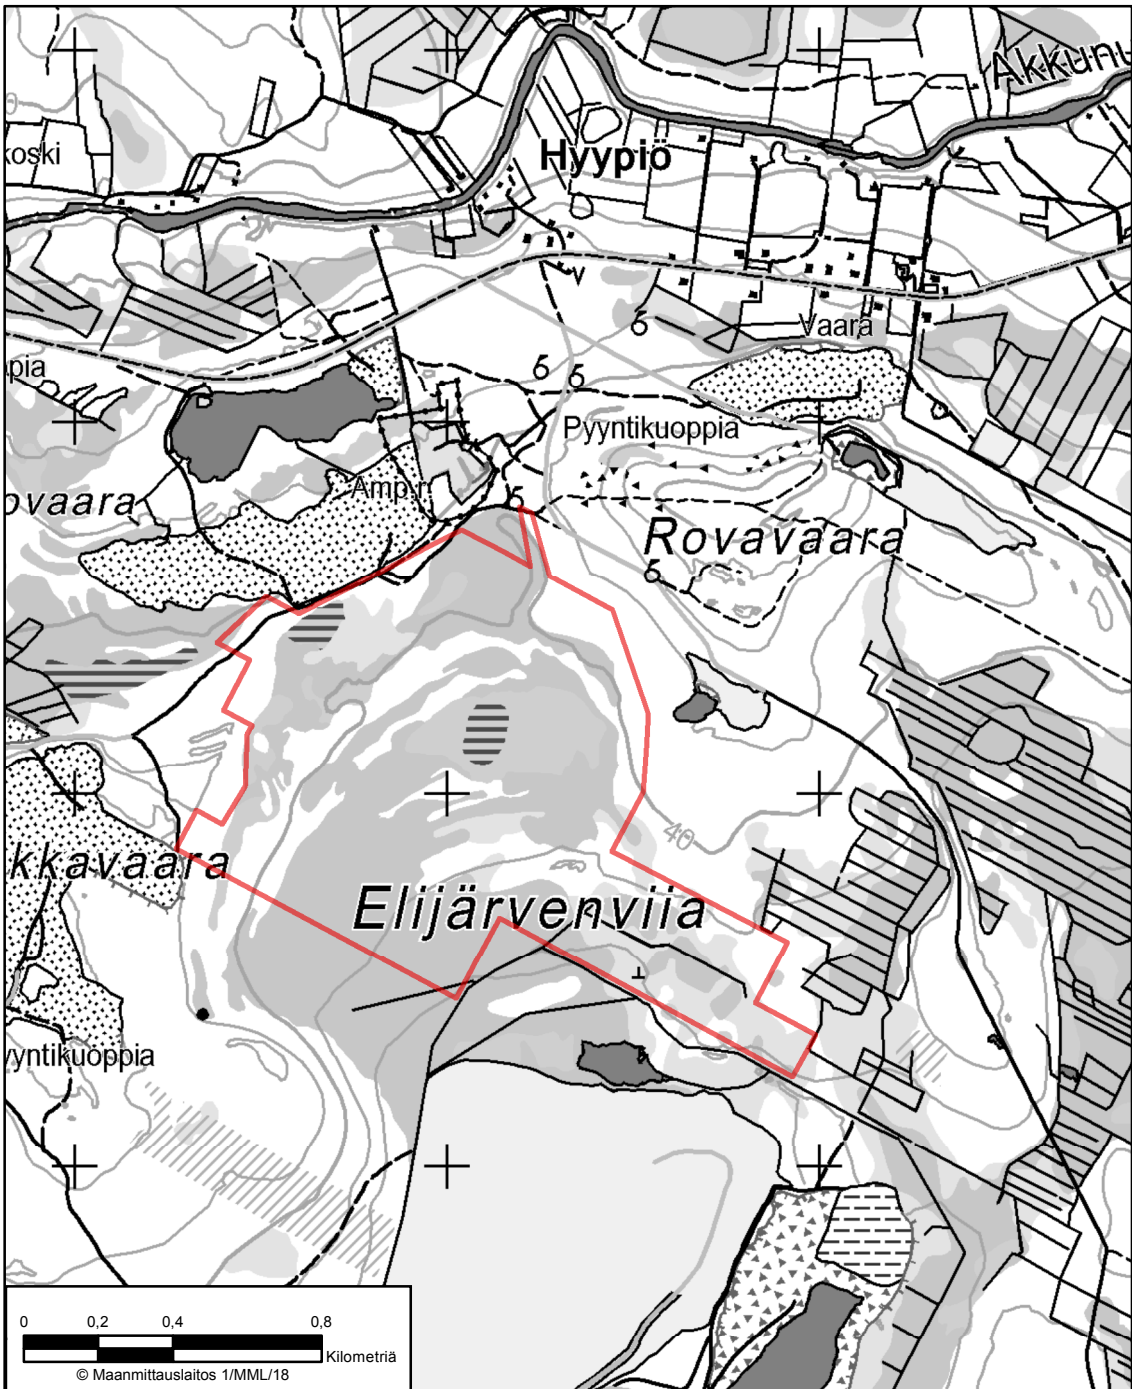 Akkunu
koski
Hyypiö
v
Vaara
pia
Pyyntikuoppia
Amp.r.
ovaara
Rovavaara
40
kkavaara
Elijärvenviia
yyntikuoppia
0 0,2 0,4 0,8
Kilometriä
© Maanmittauslaitos 1/MML/18